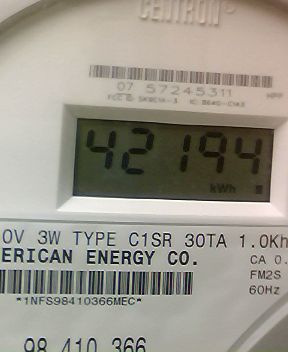 CENTRON®
07 57245311
42194
kWh
0V 3W TYPE C1SR 30TA 1.0Kh
ERICAN ENERGY CO.
CA 0.
FM2S
60Hz
*1NFS98410366MEC*
98 410 366